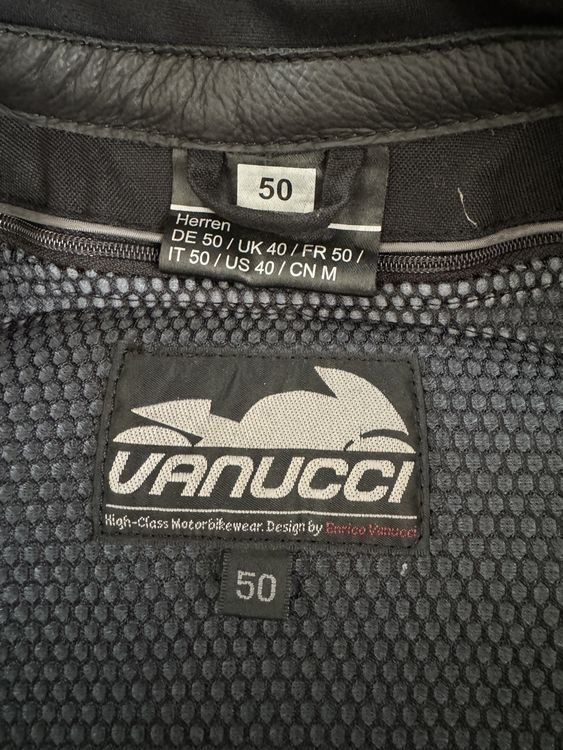 50
Herren
DE 50 / UK 40 / FR 50 /
IT 50 / US 40 / CN M
VANUCCI
High-Class Motorbikewear. Design by Enrico Vanucci
50